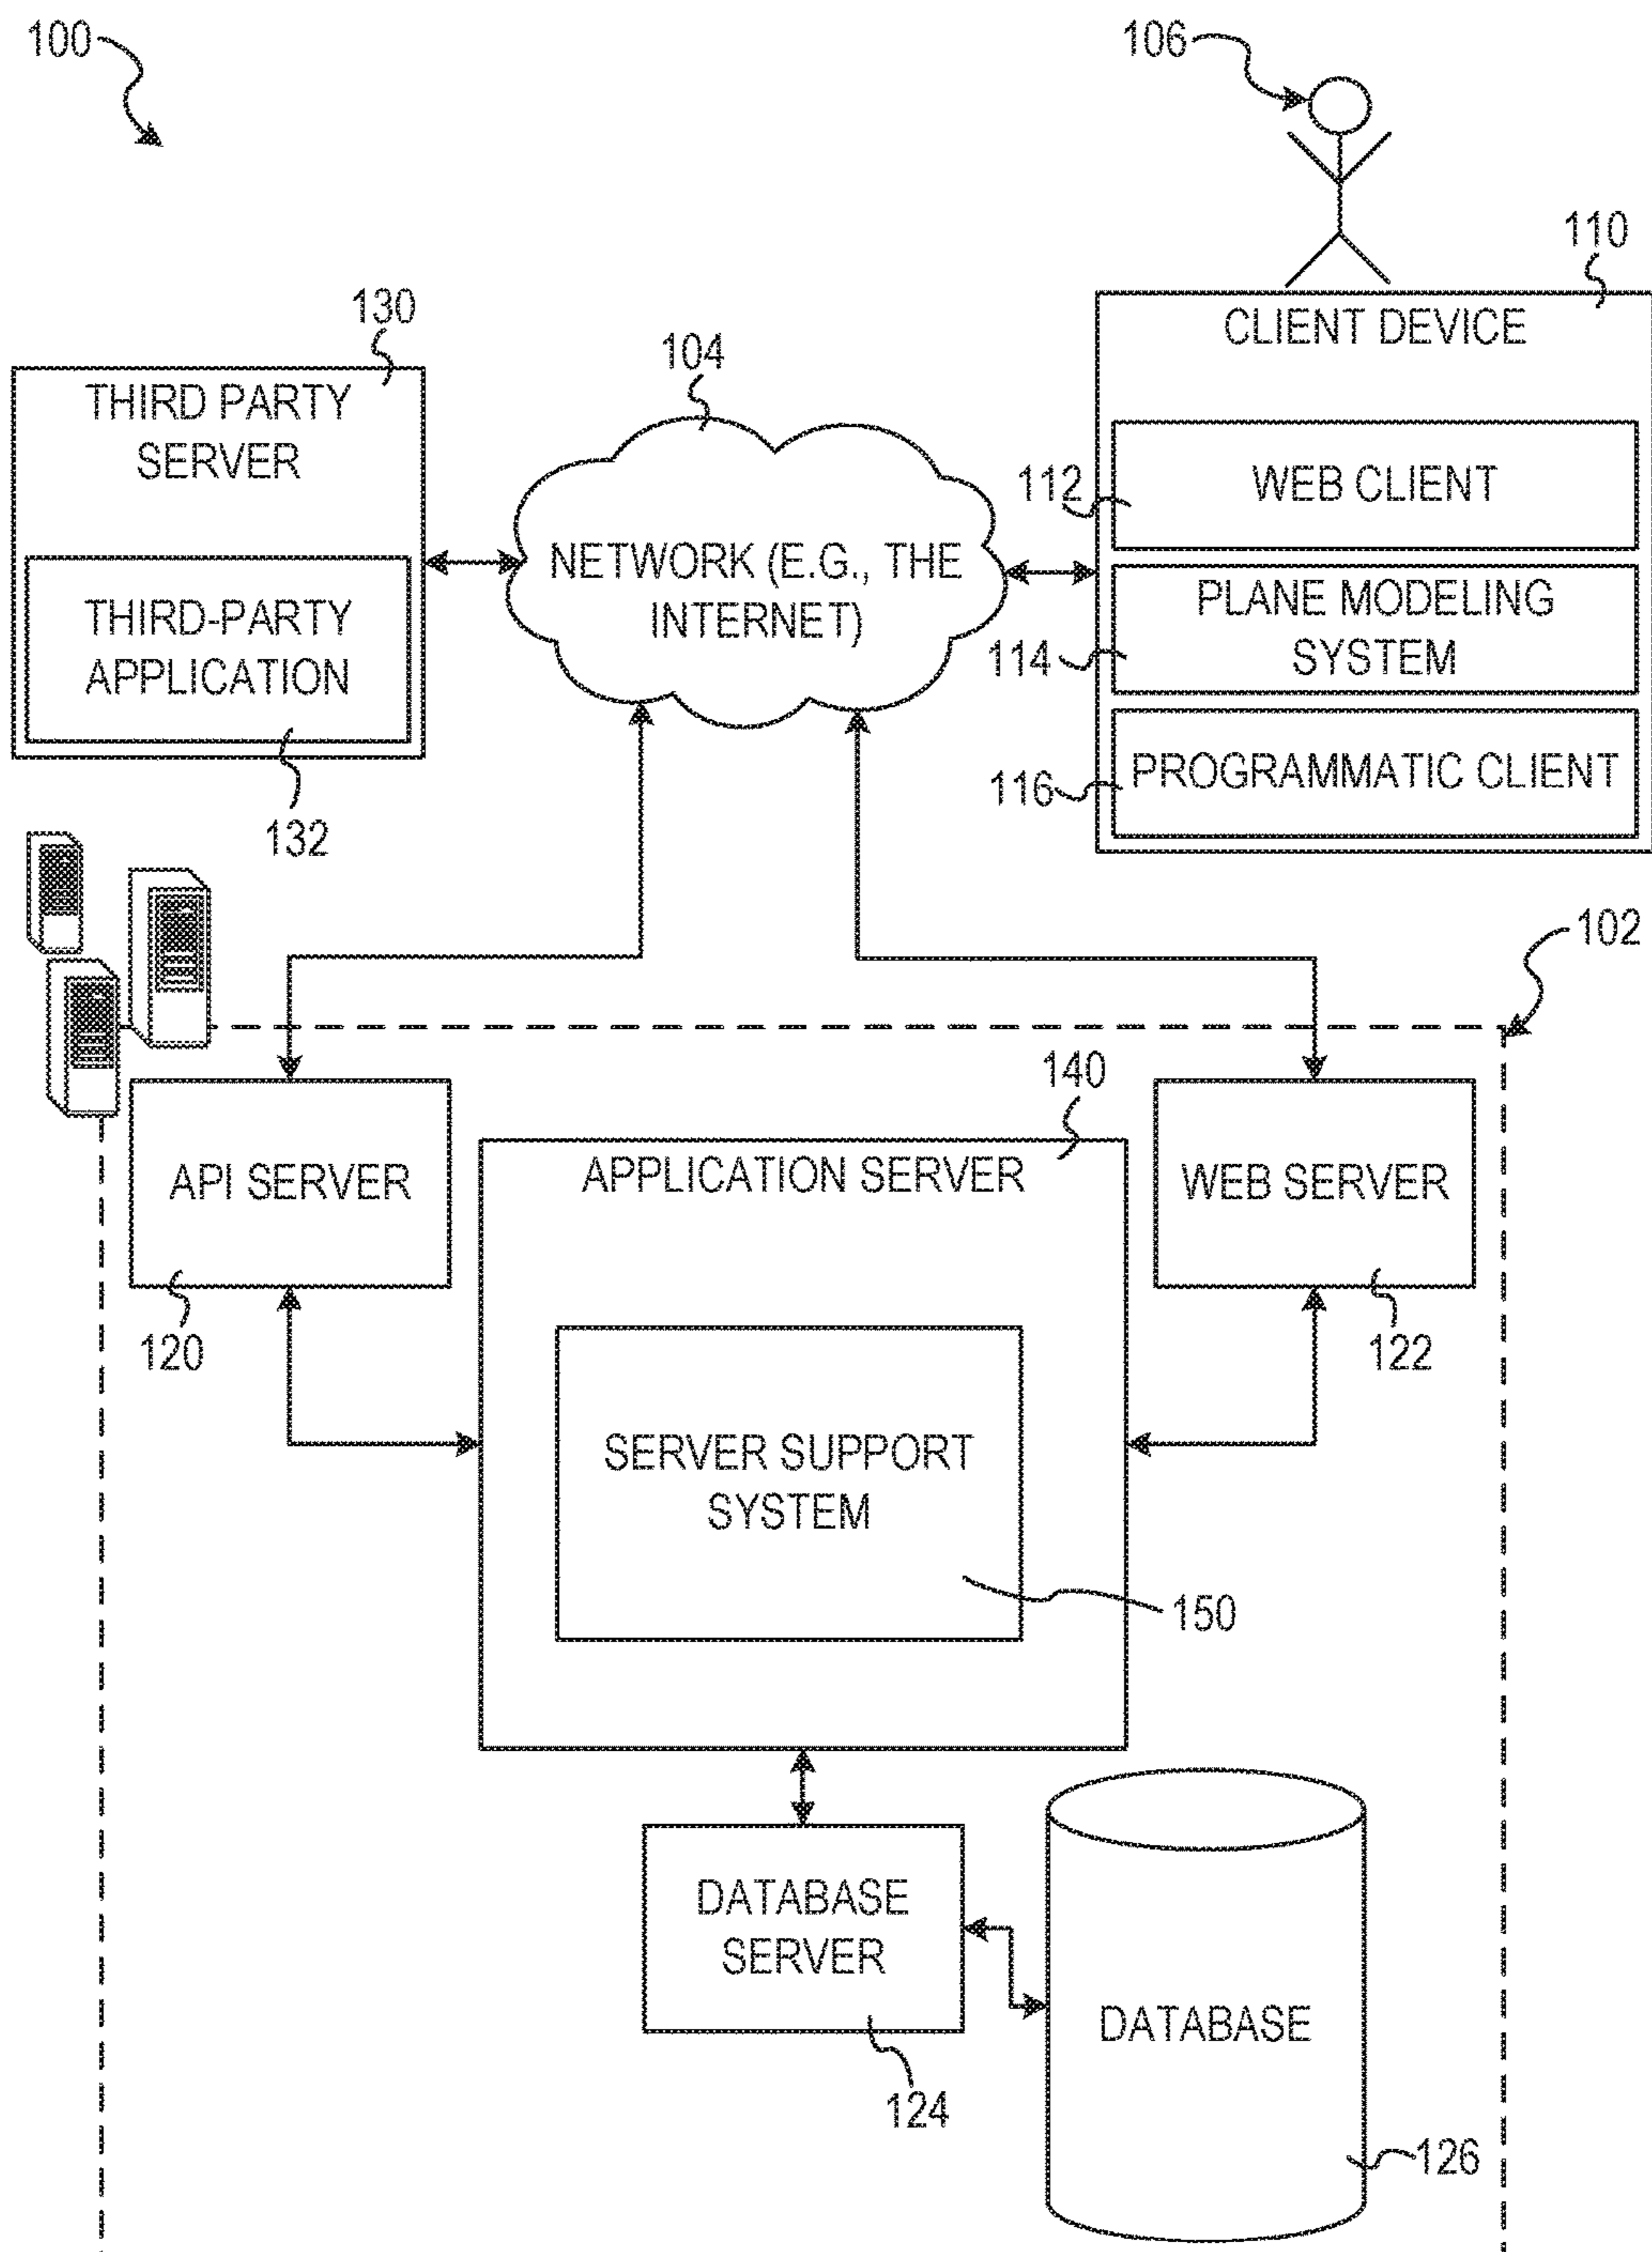 100
106
110
130
CLIENT DEVICE
104
THIRD PARTY
SERVER
112
WEB CLIENT
NETWORK (E.G., THE
INTERNET)
THIRD-PARTY
APPLICATION
PLANE MODELING
SYSTEM
114
116
PROGRAMMATIC CLIENT
132
102
140
API SERVER
APPLICATION SERVER
WEB SERVER
120
122
SERVER SUPPORT
SYSTEM
150
DATABASE
SERVER
DATABASE
124
126